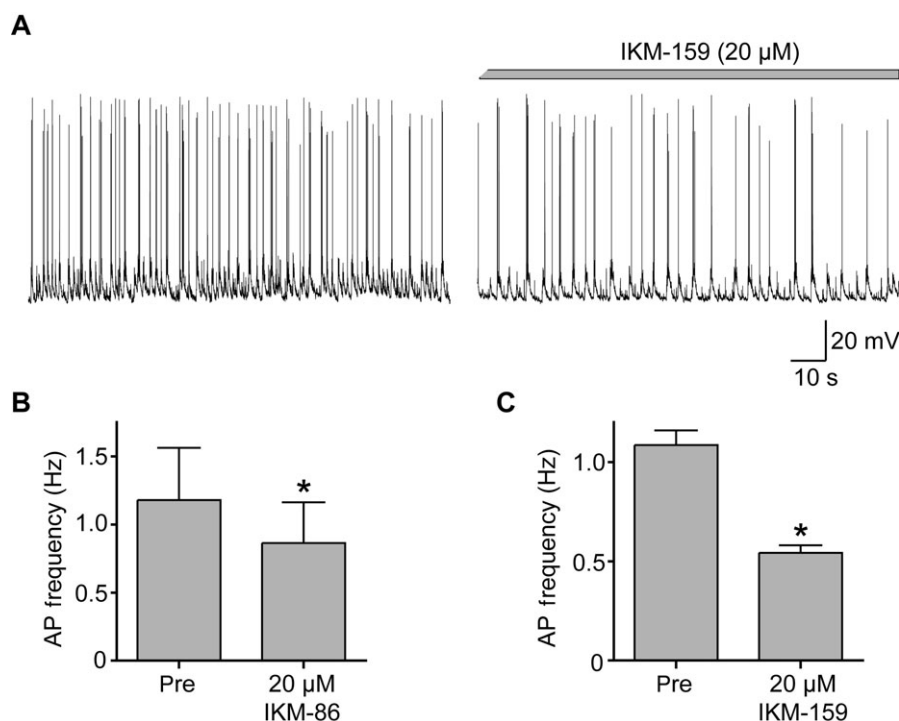 A
IKM-159 (20 µM)
20 mV
10 s
B
AP frequency (Hz)
1.5
1.0
0.5
0
*
Pre
20 µM
IKM-86
C
AP frequency (Hz)
1.0
0.5
0
*
Pre
20 µM
IKM-159